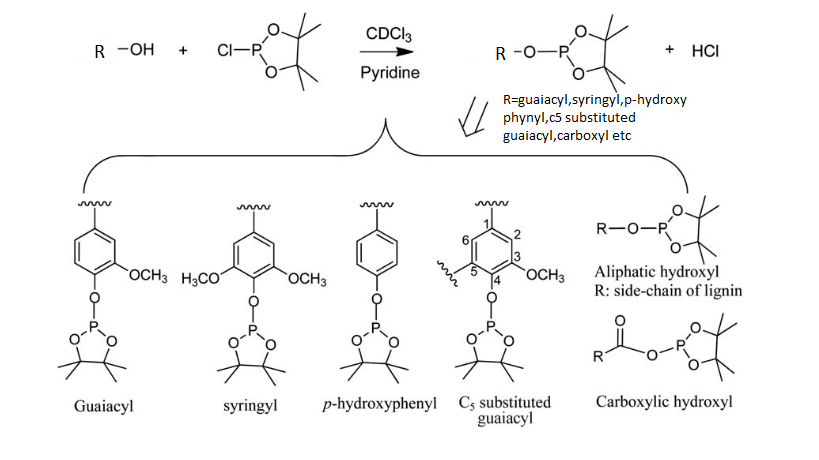 R –OH + Cl–P O O CDCl3 Pyridine R –O–P O O + HCl
R=guaiacyl,syringyl,p-hydroxy
phynyl,c5 substituted
guaiacyl,carboxyl etc
OCH3 O P O O
H3CO OCH3 O P O O
O P O O
1 2 3 4 5 6 OCH3 O P O O
R–O–P O O
Aliphatic hydroxyl
R: side-chain of lignin
R O O–P O O
Guaiacyl
syringyl
p-hydroxyphenyl
C5 substituted
guaiacyl
Carboxylic hydroxyl